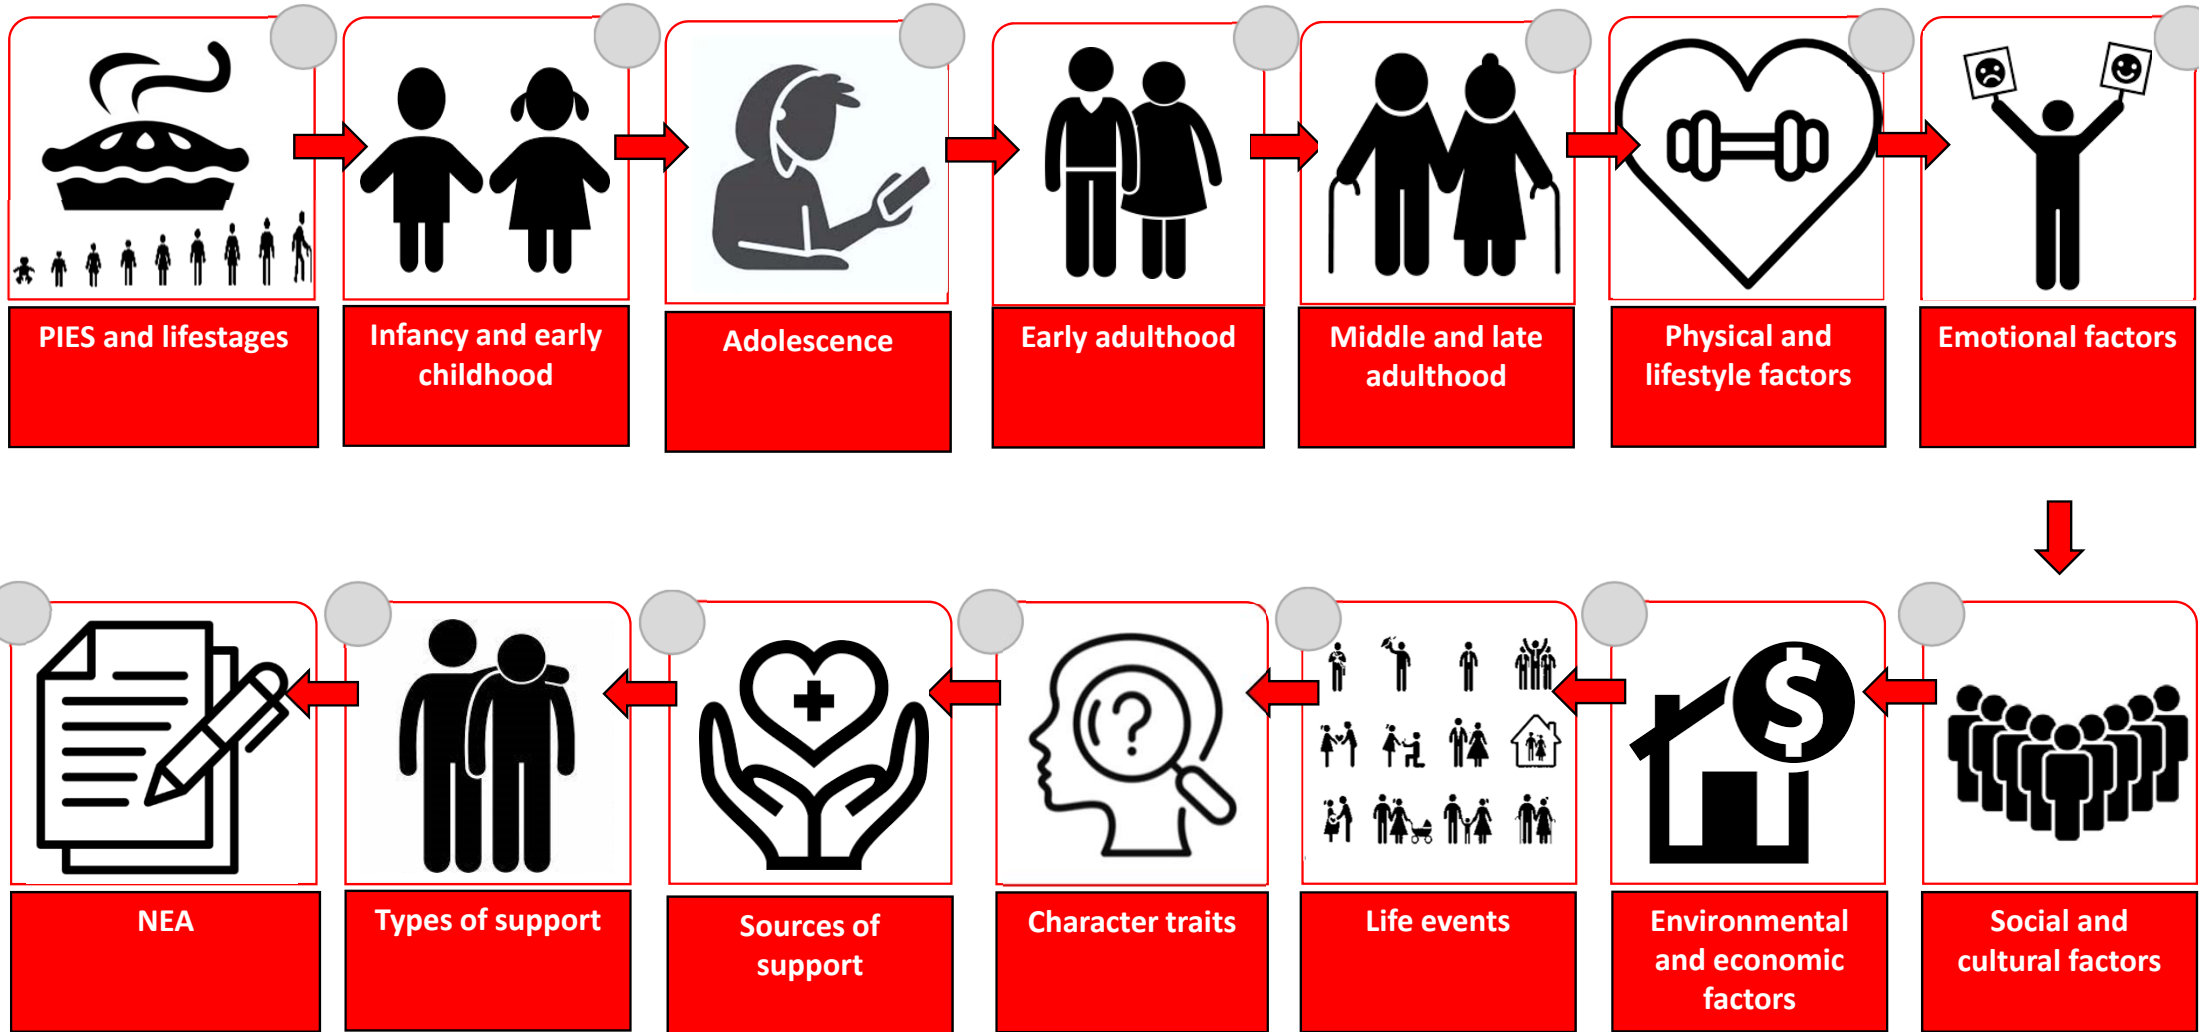 PIES and lifestages
Infancy and early
childhood
Adolescence
Early adulthood
Middle and late
adulthood
Physical and
lifestyle factors
Emotional factors
Social and
cultural factors
$
Environmental
and economic
factors
Life events
?
Character traits
Sources of
support
Types of support
NEA